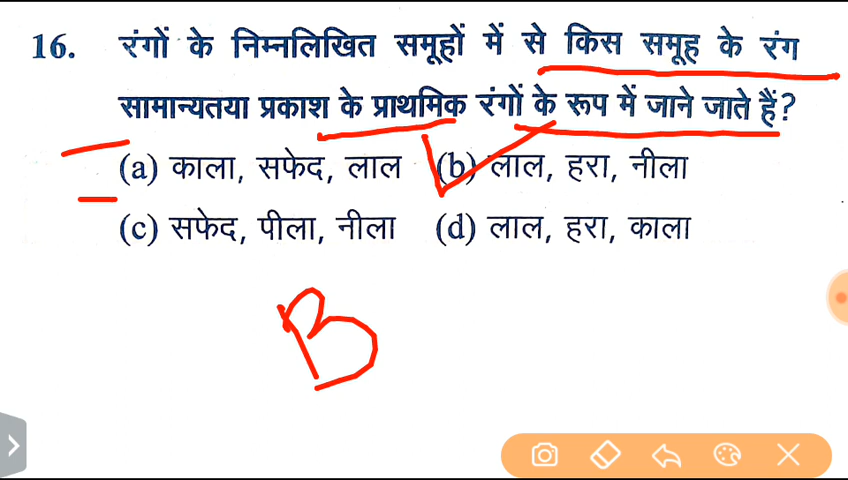 16. रंगों के निम्नलिखित समूहों में से किस समूह के रंग
सामान्यतया प्रकाश के प्राथमिक रंगों के रूप में जाने जाते हैं?
(a) काला, सफेद, लाल (b) लाल, हरा, नीला
(c) सफेद, पीला, नीला (d) लाल, हरा, काला
B